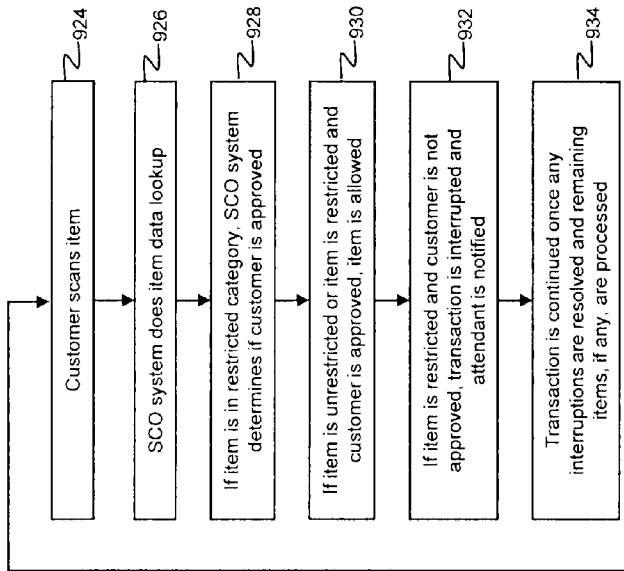 Customer scans item
924
SCO system does item data lookup
926
If item is in restricted category, SCO system
determines if customer is approved
928
If item is unrestricted or item is restricted and
customer is approved, item is allowed
930
If item is restricted and customer is not
approved, transaction is interrupted and
attendant is notified
932
Transaction is continued once any
interruptions are resolved and remaining
items, if any, are processed
934